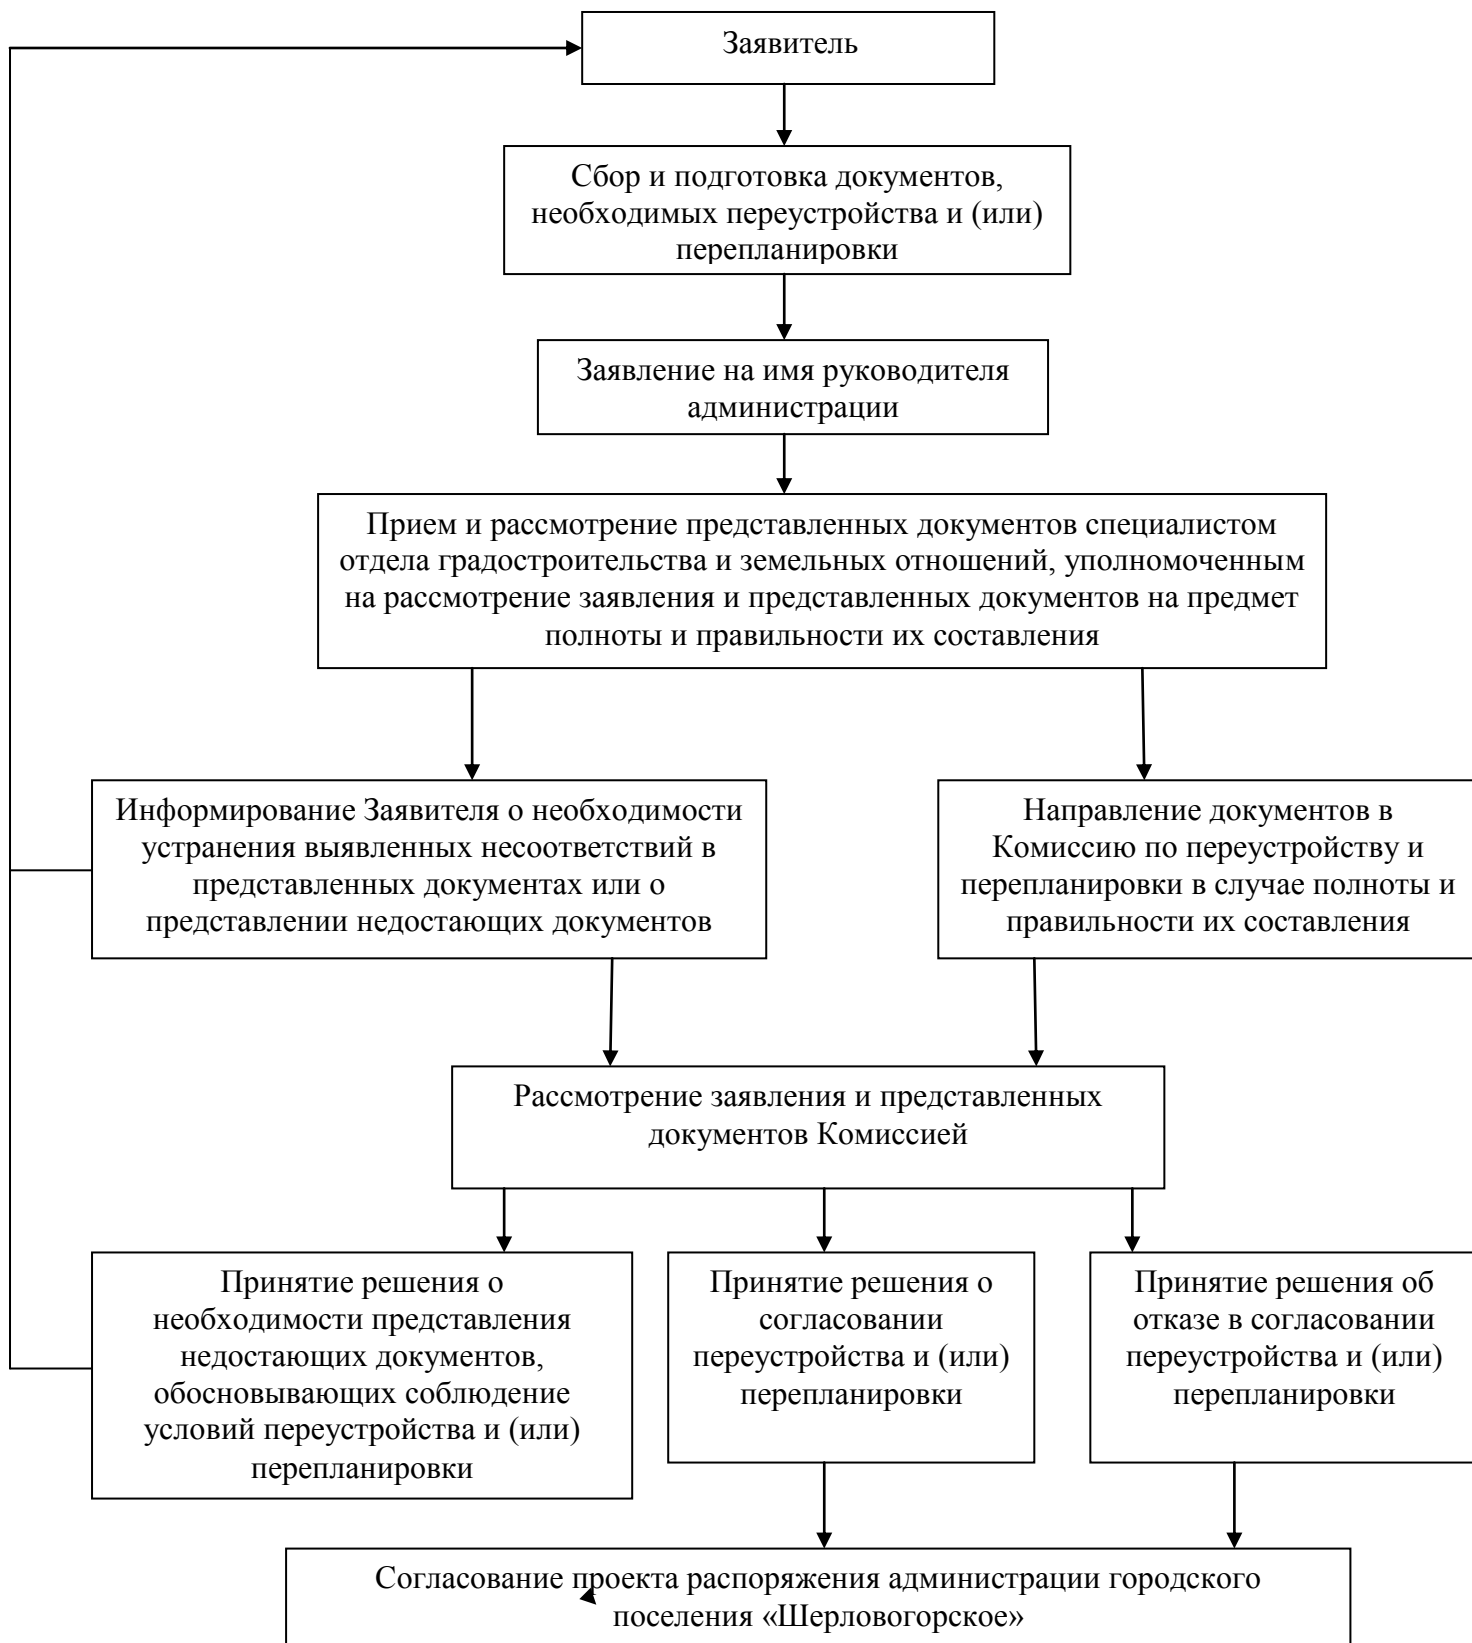 Заявитель
Сбор и подготовка документов,
необходимых переустройства и (или)
перепланировки
Заявление на имя руководителя
администрации
Прием и рассмотрение представленных документов специалистом
отдела градостроительства и земельных отношений, уполномоченным
на рассмотрение заявления и представленных документов на предмет
полноты и правильности их составления
Информирование Заявителя о необходимости
устранения выявленных несоответствий в
представленных документах или о
представлении недостающих документов
Направление документов в
Комиссию по переустройству и
перепланировки в случае полноты и
правильности их составления
Рассмотрение заявления и представленных
документов Комиссией
Принятие решения о
необходимости представления
недостающих документов,
обосновывающих соблюдение
условий переустройства и (или)
перепланировки
Принятие решения о
согласовании
переустройства и (или)
перепланировки
Принятие решения об
отказе в согласовании
переустройства и (или)
перепланировки
Согласование проекта распоряжения администрации городского
поселения «Шерловогорское»